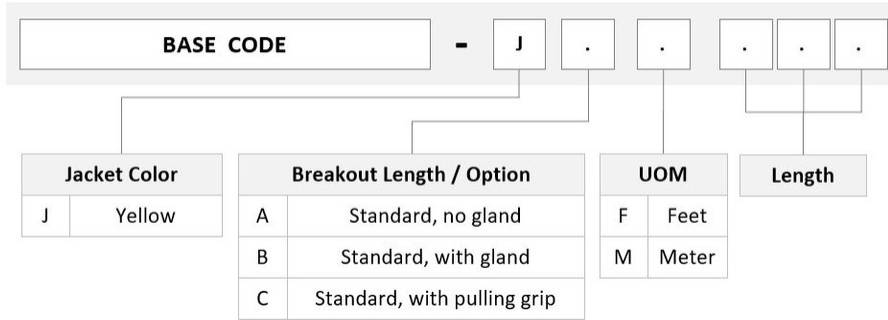 BASE CODE - J . . . . .
Jacket Color
J Yellow
Breakout Length / Option
A Standard, no gland
B Standard, with gland
C Standard, with pulling grip
UOM
F Feet
M Meter
Length